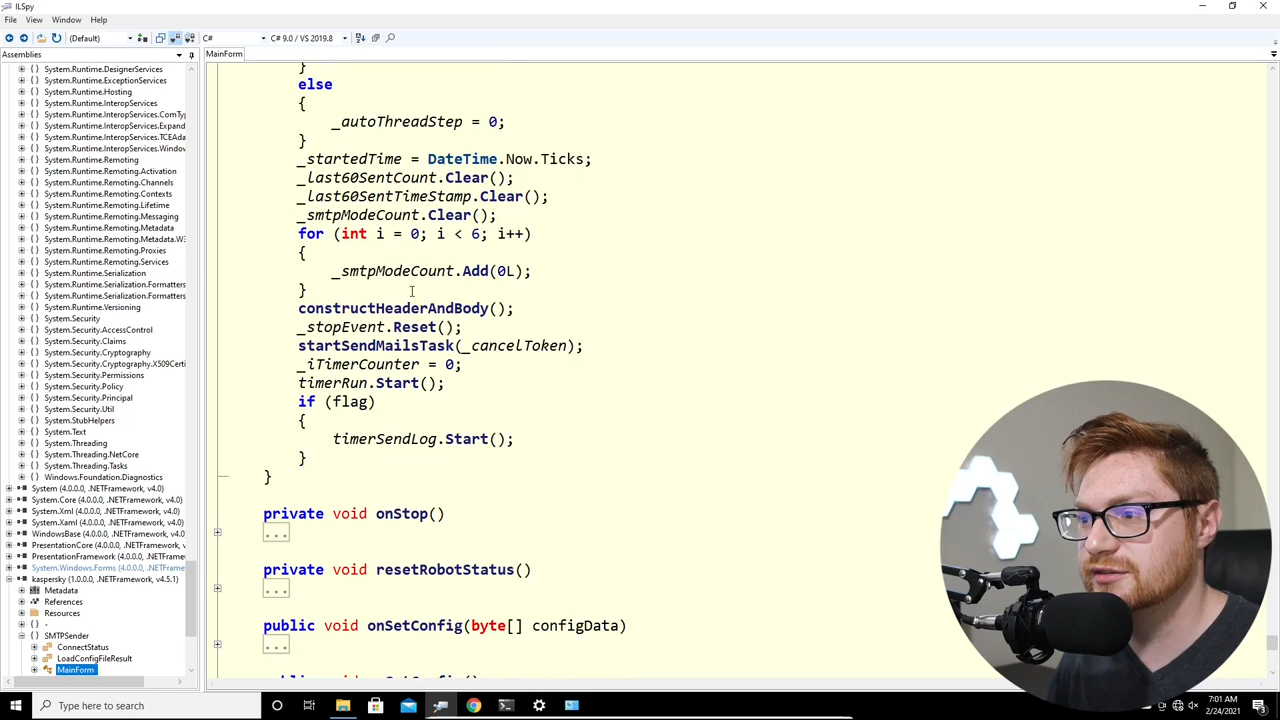 ILSpy
File View Window Help
(Default) C# C# 9.0 / VS 2019.8
Assemblies
MainForm
System.Runtime.DesignerServices
System.Runtime.ExceptionServices
System.Runtime.Hosting
System.Runtime.InteropServices
System.Runtime.InteropServices.ComTyp
System.Runtime.InteropServices.Expand
System.Runtime.InteropServices.TCEAda
System.Runtime.InteropServices.Window
System.Runtime.Remoting
System.Runtime.Remoting.Activation
System.Runtime.Remoting.Channels
System.Runtime.Remoting.Contexts
System.Runtime.Remoting.Lifetime
System.Runtime.Remoting.Messaging
System.Runtime.Remoting.Metadata
System.Runtime.Remoting.Metadata.W3
System.Runtime.Remoting.Proxies
System.Runtime.Remoting.Services
System.Runtime.Serialization
System.Runtime.Serialization.Formatters
System.Runtime.Serialization.Formatters
System.Runtime.Versioning
System.Security
System.Security.AccessControl
System.Security.Claims
System.Security.Cryptography
System.Security.Cryptography.X509Certi
System.Security.Permissions
System.Security.Policy
System.Security.Principal
System.Security.Util
System.StubHelpers
System.Text
System.Threading
System.Threading.NetCore
System.Threading.Tasks
Windows.Foundation.Diagnostics
System (4.0.0.0, .NETFramework, v4.0)
System.Core (4.0.0.0, .NETFramework, v4.0)
System.Xml (4.0.0.0, .NETFramework, v4.0)
System.Xaml (4.0.0.0, .NETFramework, v4.0)
WindowsBase (4.0.0.0, .NETFramework, v4.0)
PresentationCore (4.0.0.0, .NETFramework, v4.0)
PresentationFramework (4.0.0.0, .NETFramework, v4.0)
System.Windows.Forms (4.0.0.0, .NETFrame
kaspersky (1.0.0.0, .NETFramework, v4.5.1)
Metadata
References
Resources
-
SMTPSender
ConnectStatus
LoadConfigFileResult
MainForm
}
else
{
_autoThreadStep = 0;
}
_startedTime = DateTime.Now.Ticks;
_last60SentCount.Clear();
_last60SentTimeStamp.Clear();
_smtpModeCount.Clear();
for (int i = 0; i < 6; i++)
{
_smtpModeCount.Add(0L);
}
constructHeaderAndBody();
_stopEvent.Reset();
startSendMailsTask(_cancelToken);
_iTimerCounter = 0;
timerRun.Start();
if (flag)
{
timerSendLog.Start();
}
}
private void onStop()
...
private void resetRobotStatus()
...
public void onSetConfig(byte[] configData)
...
Type here to search
7:01 AM
2/24/2021